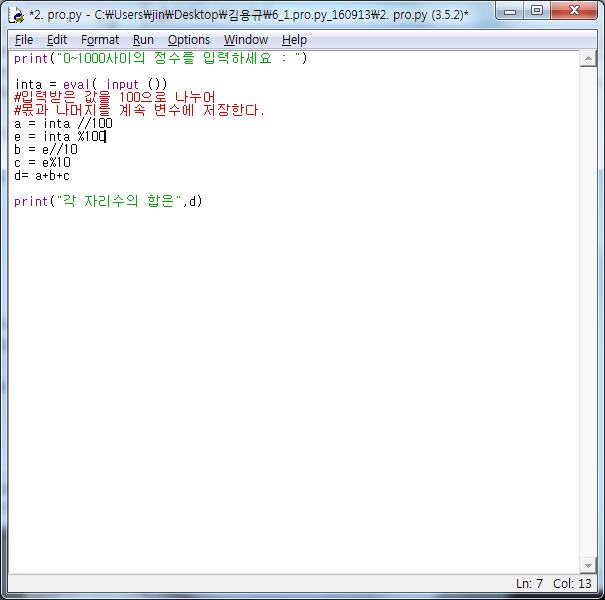 *2. pro.py - C:₩Users₩jin₩Desktop₩김용규₩6_1.pro.py_160913₩2. pro.py (3.5.2)*
File Edit Format Run Options Window Help
print("0~1000사이의 정수를 입력하세요 : ")
inta = eval( input ())
#입력받은 값을 100으로 나누어
#몫과 나머지를 계속 변수에 저장한다.
a = inta //100
e = inta %100
b = e//10
c = e%10
d= a+b+c
print("각 자리수의 합은",d)
Ln: 7 Col: 13